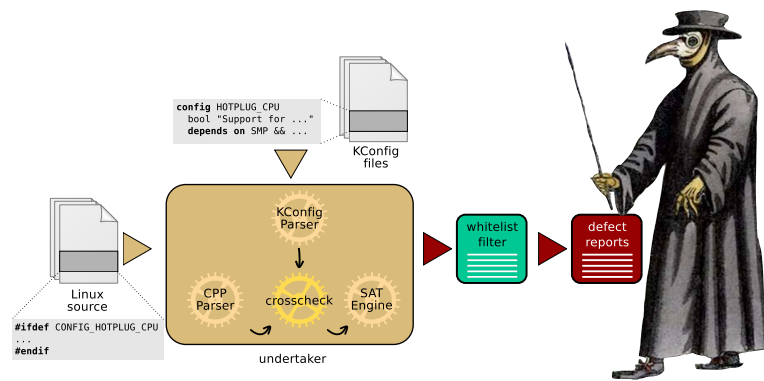 config HOTPLUG_CPU
bool "Support for ..."
depends on SMP && ...
KConfig
files
Linux
source
#ifdef CONFIG_HOTPLUG_CPU
...
#endif
KConfig
Parser
CPP
Parser
crosscheck
SAT
Engine
undertaker
whitelist
filter
defect
reports